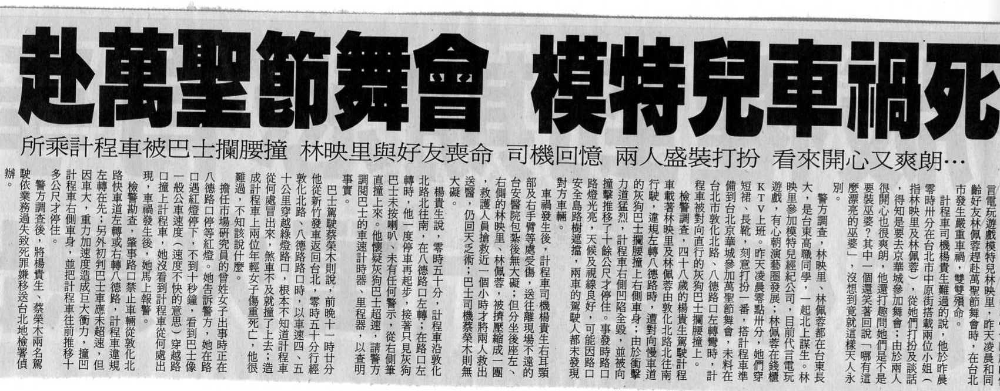 赴萬聖節舞會 模特兒車禍死
所乘計程車被巴士攔腰撞 林映里與好友喪命 司機回憶 兩人盛裝打扮 看來開心又爽朗…
言電玩遊戲模特兒林映里，昨天凌晨和同
齡好友林佩蓉趕赴萬聖節舞會時，在台北
市發生嚴重車禍，雙雙殞命。
計程車司機楊貴生難過的說，他於昨晨
零時卅分在台北市中原街搭載兩位小姐（
指林映里及林佩蓉），從她們打扮及談話
，得知是要去京華城參加舞會；由於兩人
很開心也很爽朗，他還打趣問她們是不是
要裝巫婆？其中一個還笑著回說「哪有這
麼漂亮的巫婆」，沒想到竟就這樣天人永
別。
警方調查，林映里、林佩蓉都在台東長
大，是台東高職同學，一起北上謀生。林
映里參加模特兒經紀公司，目前代言電玩
遊戲，有心朝演藝圈發展；林佩蓉在錢櫃
KTV上班。昨天凌晨零點卅分，她們穿
短裙、長靴，刻意打扮一番，搭計程車準
備到台北京華城參加萬聖節舞會，未料在
台北市敦化北路、八德路口左轉彎時，計
程車被對向直行的灰狗巴士攔腰撞上。
檢警調查，四十八歲的楊貴生駕駛計程
車載著林映里及林佩蓉由敦化北路北往南
行駛，違規左轉八德路時，遭對向慢車道
的灰狗巴士攔腰撞上右側車身；由於衝擊
力道猛烈，計程車右側凹陷全毀，並被向
撞擊推移了十餘公尺才停住。事發時路口
路燈光亮，天候及視線良好，可能因路口
安全島路樹遮擋，兩車的駕駛人都未發現
對方車輛。
車禍發生後，計程車司機楊貴生右耳頸
部及右手臂等處受傷，送往離現場不遠的
台安醫院包紮後無大礙；但分坐後座左、
右側的林映里、林佩蓉，被擠壓縮成一團
，救護人員搶救近一個小時才將兩人救出
送醫，仍回天乏術；巴士司機蔡榮木則無
大礙。
楊貴生說，零時五十分，計程車沿敦化
北路北往南，在八德路口左轉；在路口左
轉時，他一度停車再起步，接著只見灰狗
巴士未按喇叭、未有任何警示，從右側筆
直撞上來。他懷疑灰狗巴士超速，請警方
調閱巴士的車速計時器、里程器，以查明
事實。
巴士駕駛蔡榮木則說，前晚十一時廿分
他從新竹發車返回台北，零時五十分行經
敦化北路、八德路路口時，以車速四、五
十公里穿越綠燈路口，根本不知道計程車
從何處冒出來，煞車不及就撞了上去；造
成計程車上兩位年輕女子傷重死亡，他很
難過，不知該說什麼。
擔任市場研究員的曾姓女子出事時正在
八德路口停等紅燈。她告訴警方，她在路
口遇紅燈停下，不到十秒鐘，看到巴士像
一般公車速度（速度不快的意思）穿越路
口撞上計程車，她沒看到計程車從何處出
現，車禍發生後，她馬上報警。
檢警勘查，肇事路口禁止車輛從敦化北
路快車道左轉或右轉八德路，計程車違規
左轉在先；另外初判巴士車應未超速，但
因車大，重力加速度造成巨大衝力，撞凹
計程車右側車身，並把計程車往前推移十
多公尺才停住。
警方調查後，將楊貴生、蔡榮木兩名駕
駛依業務過失致死罪嫌移送台北地檢署偵
辦。